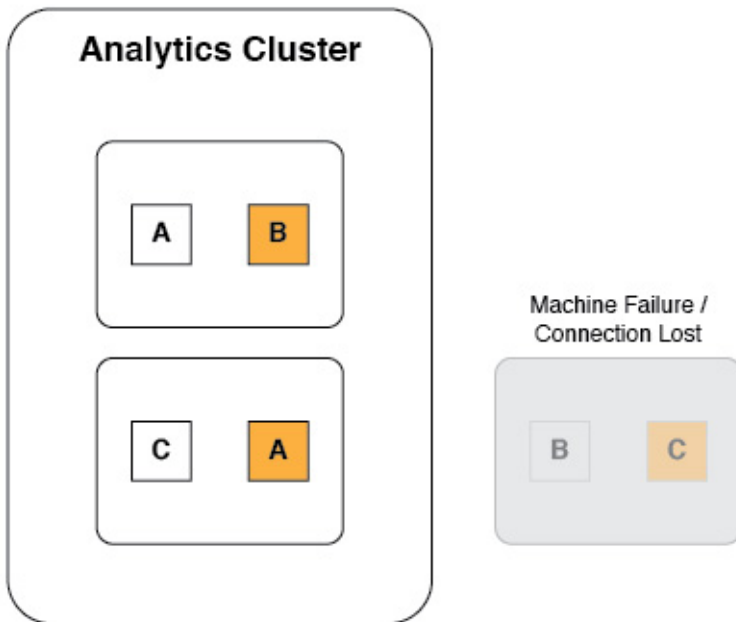 Analytics Cluster
A B
Machine Failure /
Connection Lost
C A
B C